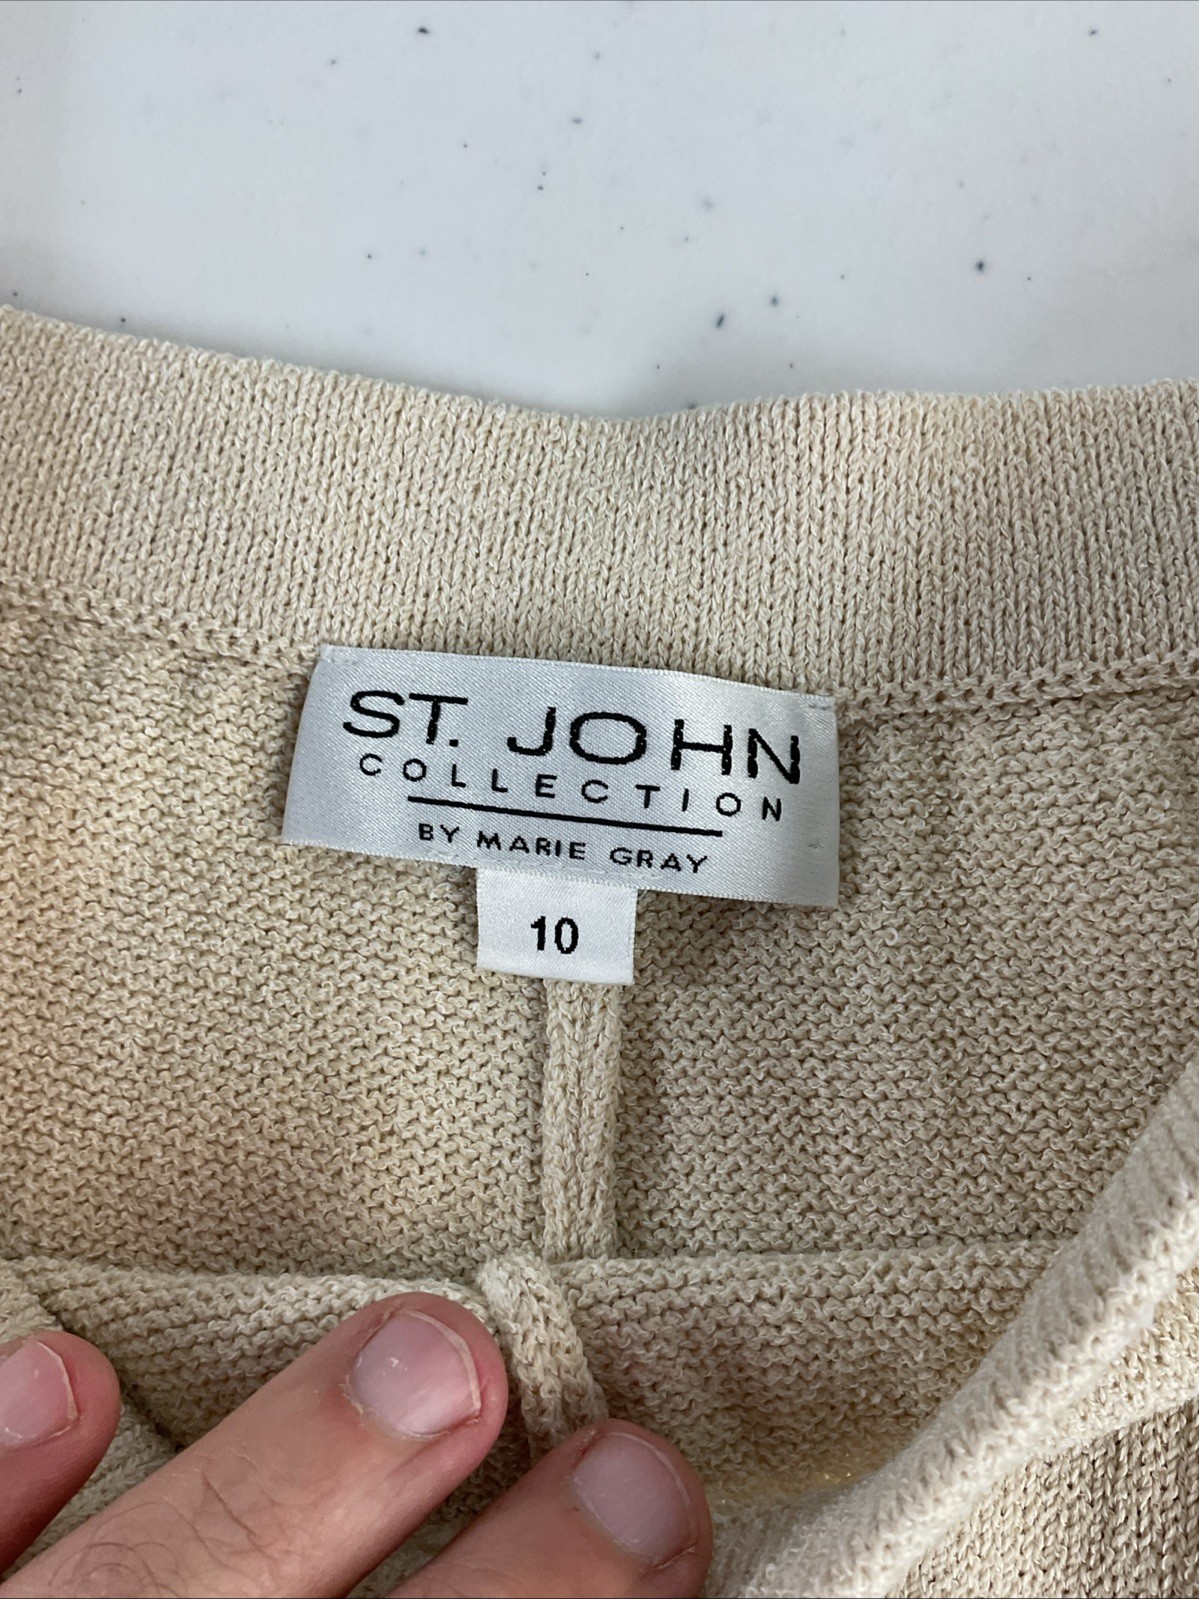 ST. JOHN
COLLECTION
BY MARIE GRAY
10